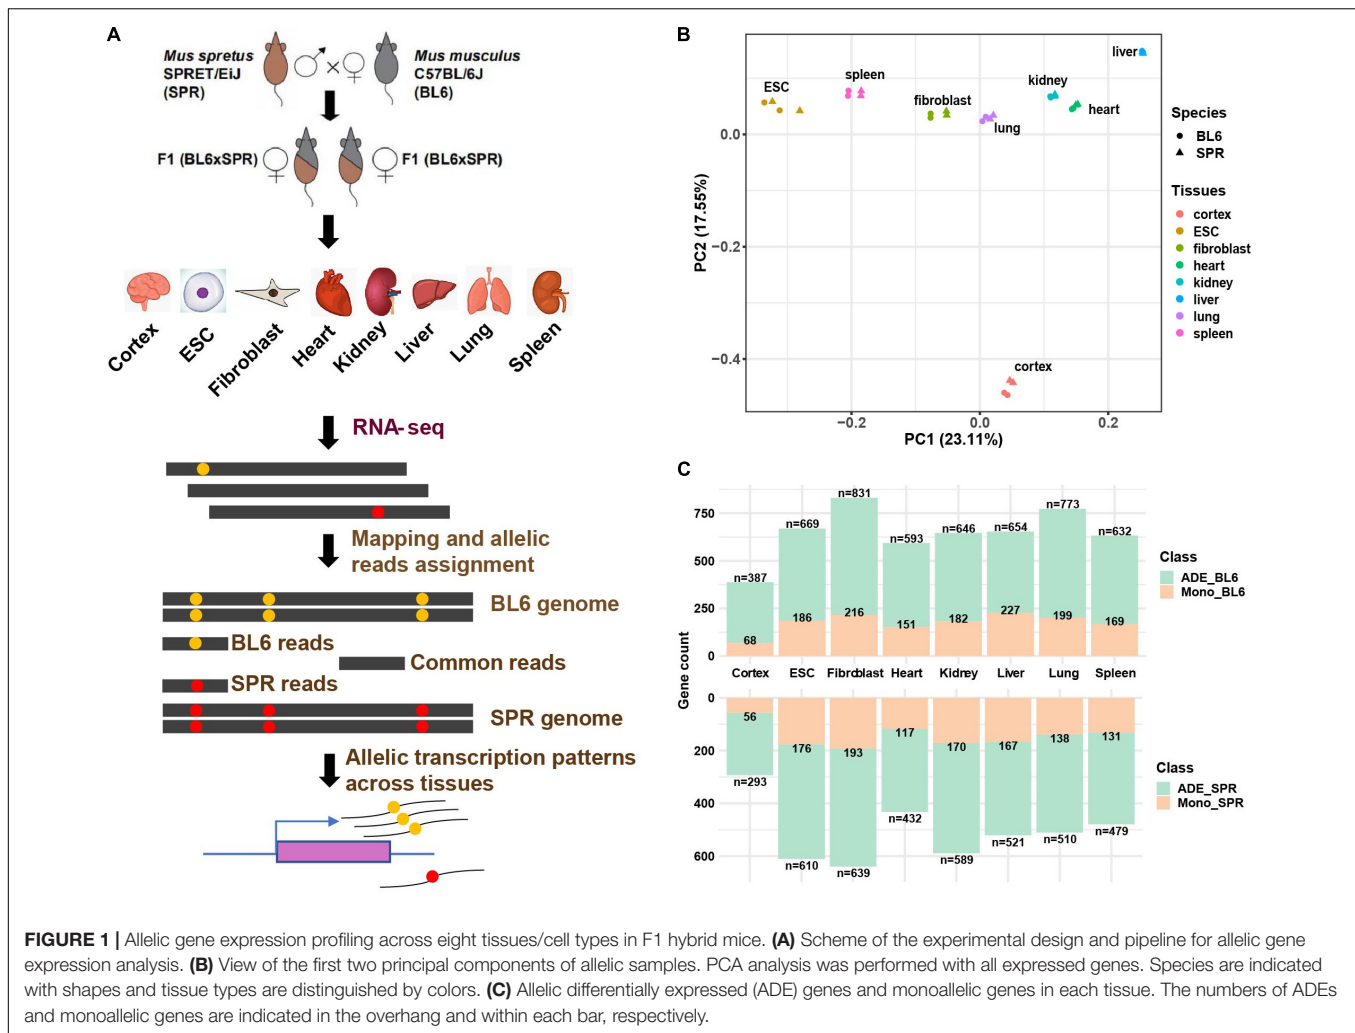 A
Mus spretus
SPRET/EiJ
(SPR)
Mus musculus
C57BL/6J
(BL6)
F1 (BL6xSPR)
F1 (BL6xSPR)
Cortex
ESC
Fibroblast
Heart
Kidney
Liver
Lung
Spleen
RNA-seq
Mapping and allelic
reads assignment
BL6 genome
BL6 reads
Common reads
SPR reads
SPR genome
Allelic transcription patterns
across tissues
B
PC2 (17.55%)
0.0
−0.2
−0.4
ESC
spleen
fibroblast
lung
kidney
heart
liver
cortex
−0.2
0.0
0.2
PC1 (23.11%)
Species
BL6
SPR
Tissues
cortex
ESC
fibroblast
heart
kidney
liver
lung
spleen
C
Gene count
750
500
250
0
n=387
n=669
n=831
n=593
n=646
n=654
n=773
n=632
68
186
216
151
182
227
199
169
Class
ADE_BL6
Mono_BL6
Cortex
ESC
Fibroblast
Heart
Kidney
Liver
Lung
Spleen
0
200
400
600
56
176
193
117
170
167
138
131
n=293
n=610
n=639
n=432
n=589
n=521
n=510
n=479
Class
ADE_SPR
Mono_SPR
FIGURE 1 | Allelic gene expression profiling across eight tissues/cell types in F1 hybrid mice. (A) Scheme of the experimental design and pipeline for allelic gene
expression analysis. (B) View of the first two principal components of allelic samples. PCA analysis was performed with all expressed genes. Species are indicated
with shapes and tissue types are distinguished by colors. (C) Allelic differentially expressed (ADE) genes and monoallelic genes in each tissue. The numbers of ADEs
and monoallelic genes are indicated in the overhang and within each bar, respectively.